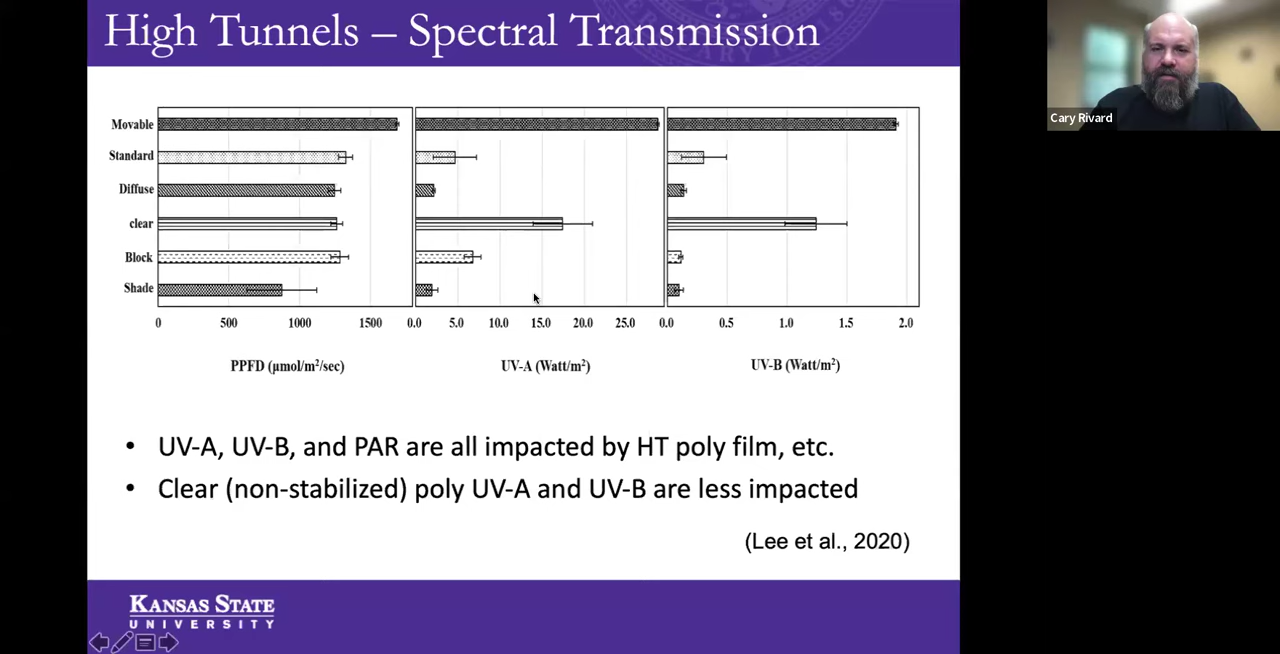 High Tunnels – Spectral Transmission
Cary Rivard
Movable
Standard
Diffuse
clear
Block
Shade
0 500 1000 1500 0.0 5.0 10.0 15.0 20.0 25.0 0.0 0.5 1.0 1.5 2.0
PPFD (µmol/m²/sec) UV-A (Watt/m²) UV-B (Watt/m²)
• UV-A, UV-B, and PAR are all impacted by HT poly film, etc.
• Clear (non-stabilized) poly UV-A and UV-B are less impacted
(Lee et al., 2020)
KANSAS STATE
UNIVERSITY